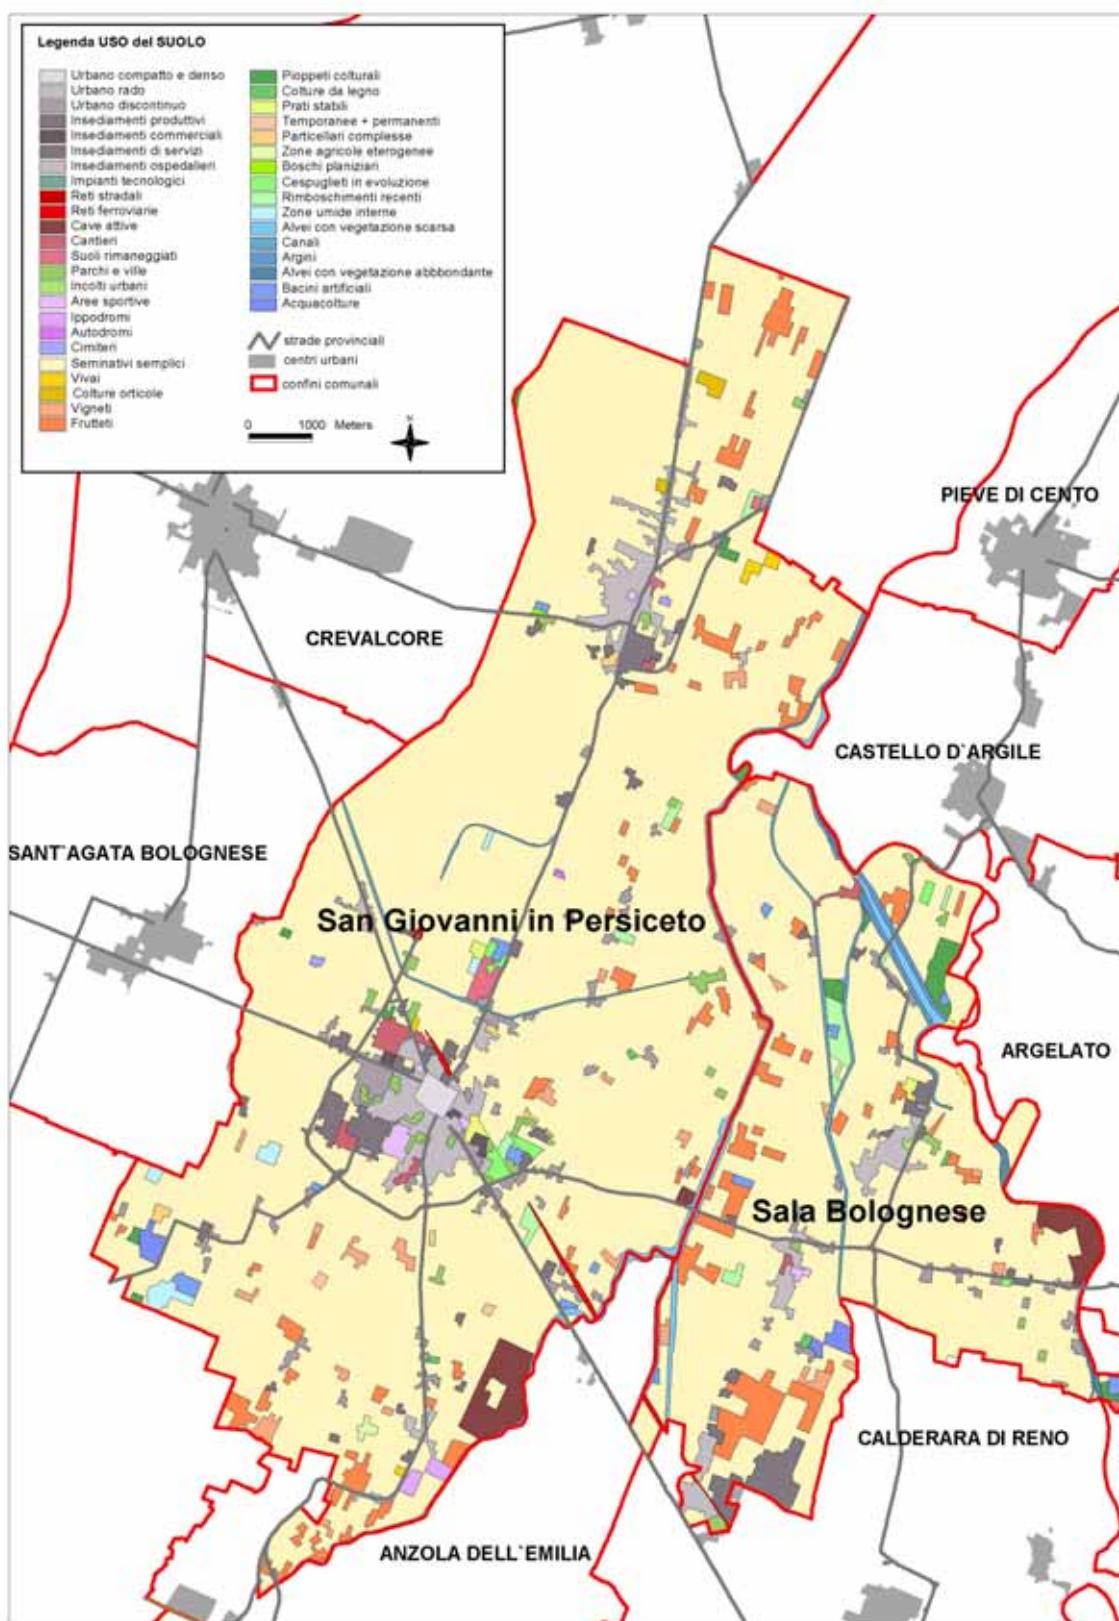 Legenda USO del SUOLO
Urbano compatto e denso
Urbano rado
Urbano discontinuo
Insediamenti produttivi
Insediamenti commerciali
Insediamenti di servizi
Insediamenti ospedalieri
Impianti tecnologici
Reti stradali
Reti ferroviarie
Cave attive
Cantieri
Suoli rimaneggiati
Parchi e ville
Incolti urbani
Aree sportive
Ippodromi
Autodromi
Cimiteri
Seminativi semplici
Vivai
Colture orticole
Vigneti
Frutteti
Pioppeti colturali
Colture da legno
Prati stabili
Temporanee + permanenti
Particellari complesse
Zone agricole eterogenee
Boschi planiziari
Cespuglieti in evoluzione
Rimboschimenti recenti
Zone umide interne
Alvei con vegetazione scarsa
Canali
Argini
Alvei con vegetazione abbbondante
Bacini artificiali
Acquacolture
strade provinciali
centri urbani
confini comunali
0 1000 Meters
N
PIEVE DI CENTO
CREVALCORE
CASTELLO D`ARGILE
SANT`AGATA BOLOGNESE
San Giovanni in Persiceto
ARGELATO
Sala Bolognese
CALDERARA DI RENO
ANZOLA DELL`EMILIA